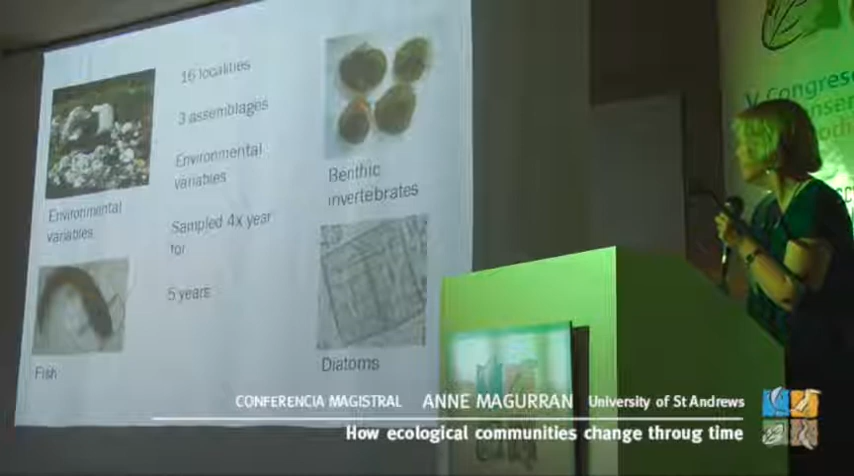 16 localities
3 assemblages
Environmental
variables
Sampled 4x year
for
5 years
Environmental
variables
Fish
Benthic
invertebrates
Diatoms
V Congres
CONFERENCIA MAGISTRAL ANNE MAGURRAN University of St Andrews
How ecological communities change throug time